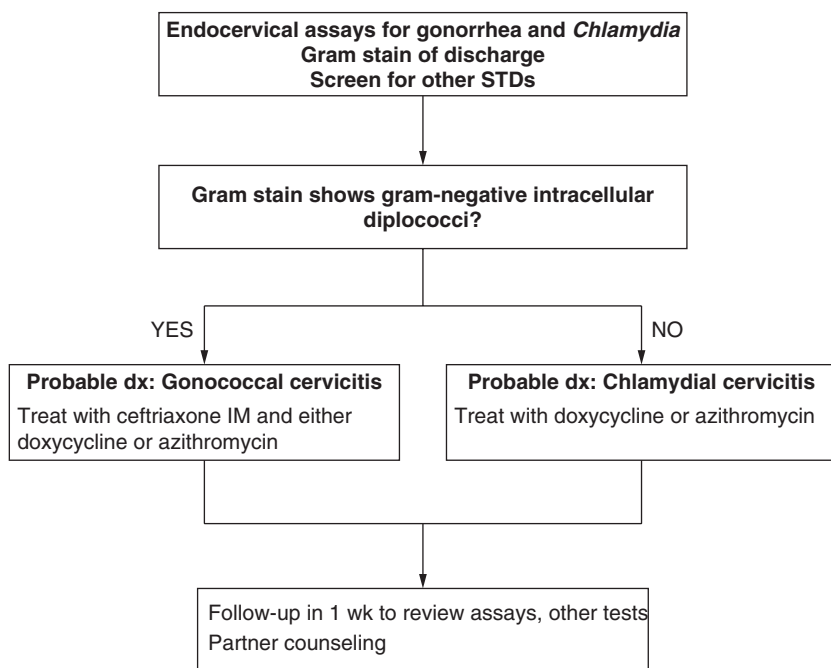 Endocervical assays for gonorrhea and Chlamydia
Gram stain of discharge
Screen for other STDs
Gram stain shows gram-negative intracellular
diplococci?
YES
NO
Probable dx: Gonococcal cervicitis
Treat with ceftriaxone IM and either
doxycycline or azithromycin
Probable dx: Chlamydial cervicitis
Treat with doxycycline or azithromycin
Follow-up in 1 wk to review assays, other tests
Partner counseling